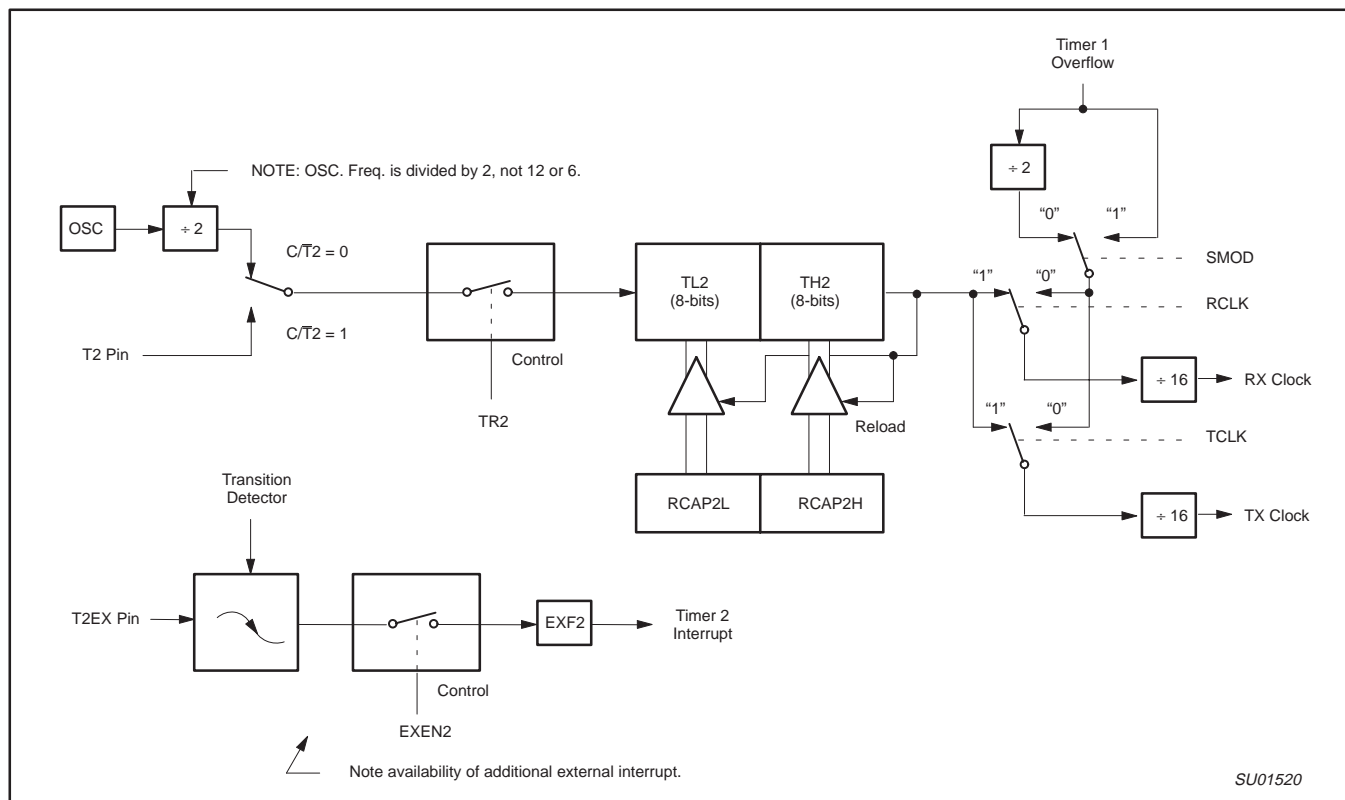 Timer 1
Overflow
NOTE: OSC. Freq. is divided by 2, not 12 or 6.
÷ 2
“0”
“1”
OSC
÷ 2
C/T̅2 = 0
SMOD
TL2
(8-bits)
TH2
(8-bits)
“1”
“0”
RCLK
C/T̅2 = 1
T2 Pin
Control
÷ 16
RX Clock
TR2
Reload
“1”
“0”
TCLK
Transition
Detector
RCAP2L
RCAP2H
÷ 16
TX Clock
T2EX Pin
EXF2
Timer 2
Interrupt
Control
EXEN2
Note availability of additional external interrupt.
SU01520